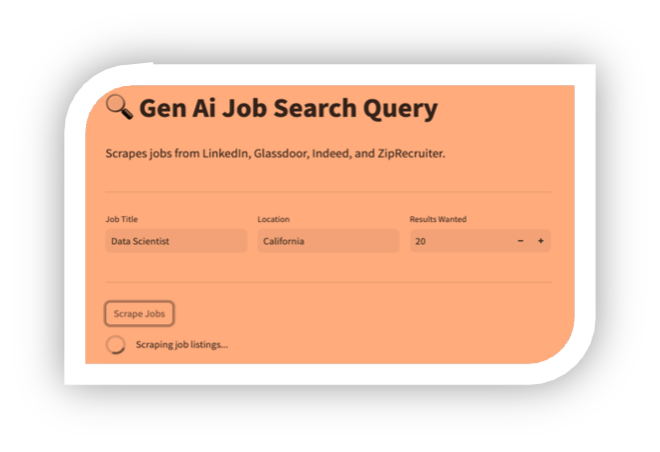 Gen Ai Job Search Query
Scrapes jobs from LinkedIn, Glassdoor, Indeed, and ZipRecruiter.
Job Title Location Results Wanted
Data Scientist California 20 − +
Scrape Jobs
Scraping job listings...